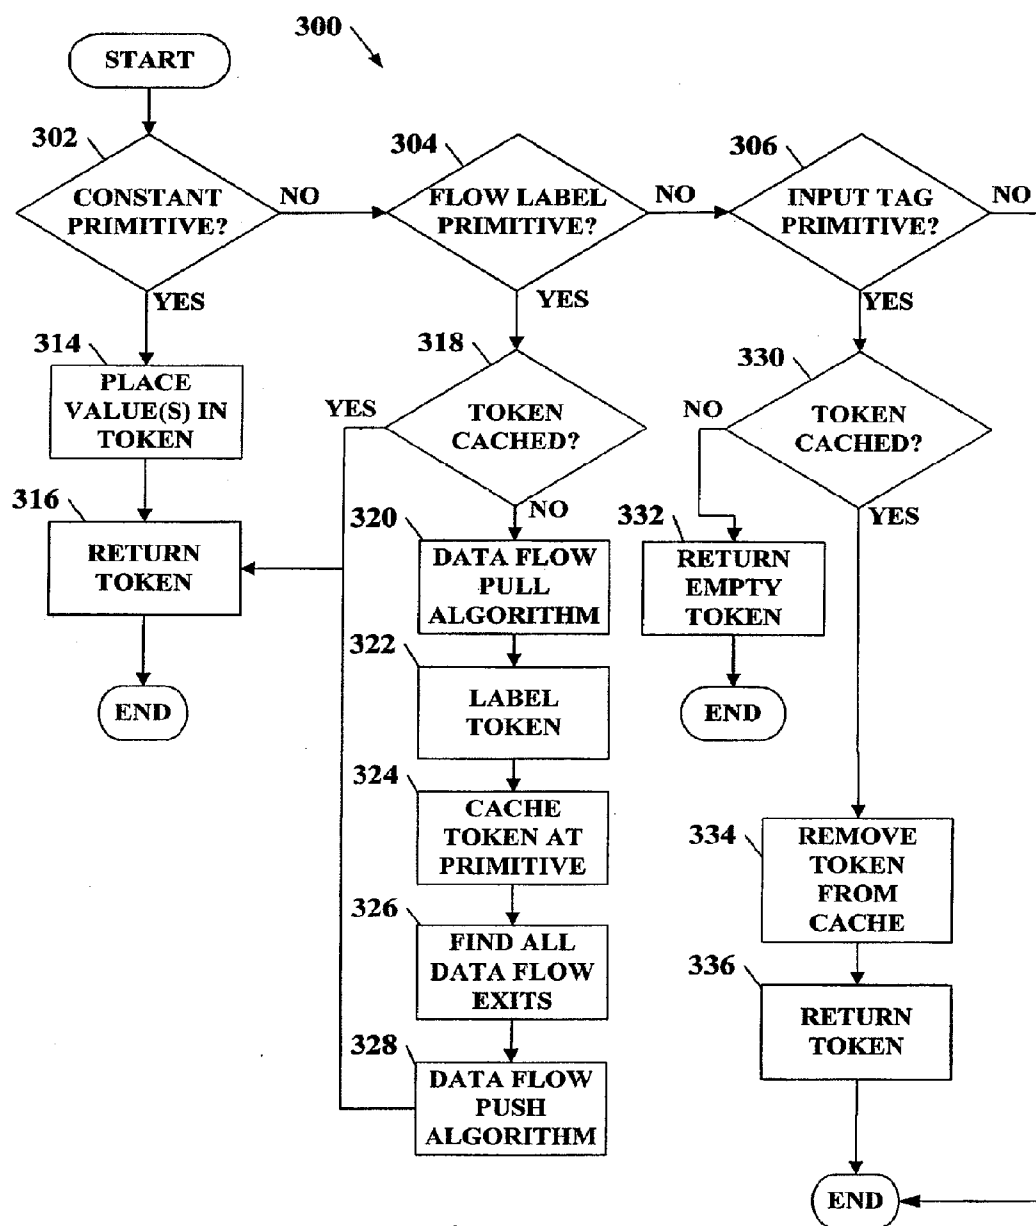 300
START
302
CONSTANT
PRIMITIVE?
NO
304
FLOW LABEL
PRIMITIVE?
NO
306
INPUT TAG
PRIMITIVE?
NO
YES
YES
YES
314
PLACE
VALUE(S) IN
TOKEN
318
YES
TOKEN
CACHED?
NO
330
NO
TOKEN
CACHED?
YES
316
RETURN
TOKEN
END
320
DATA FLOW
PULL
ALGORITHM
332
RETURN
EMPTY
TOKEN
END
322
LABEL
TOKEN
324
CACHE
TOKEN AT
PRIMITIVE
326
FIND ALL
DATA FLOW
EXITS
328
DATA FLOW
PUSH
ALGORITHM
334
REMOVE
TOKEN
FROM
CACHE
336
RETURN
TOKEN
END